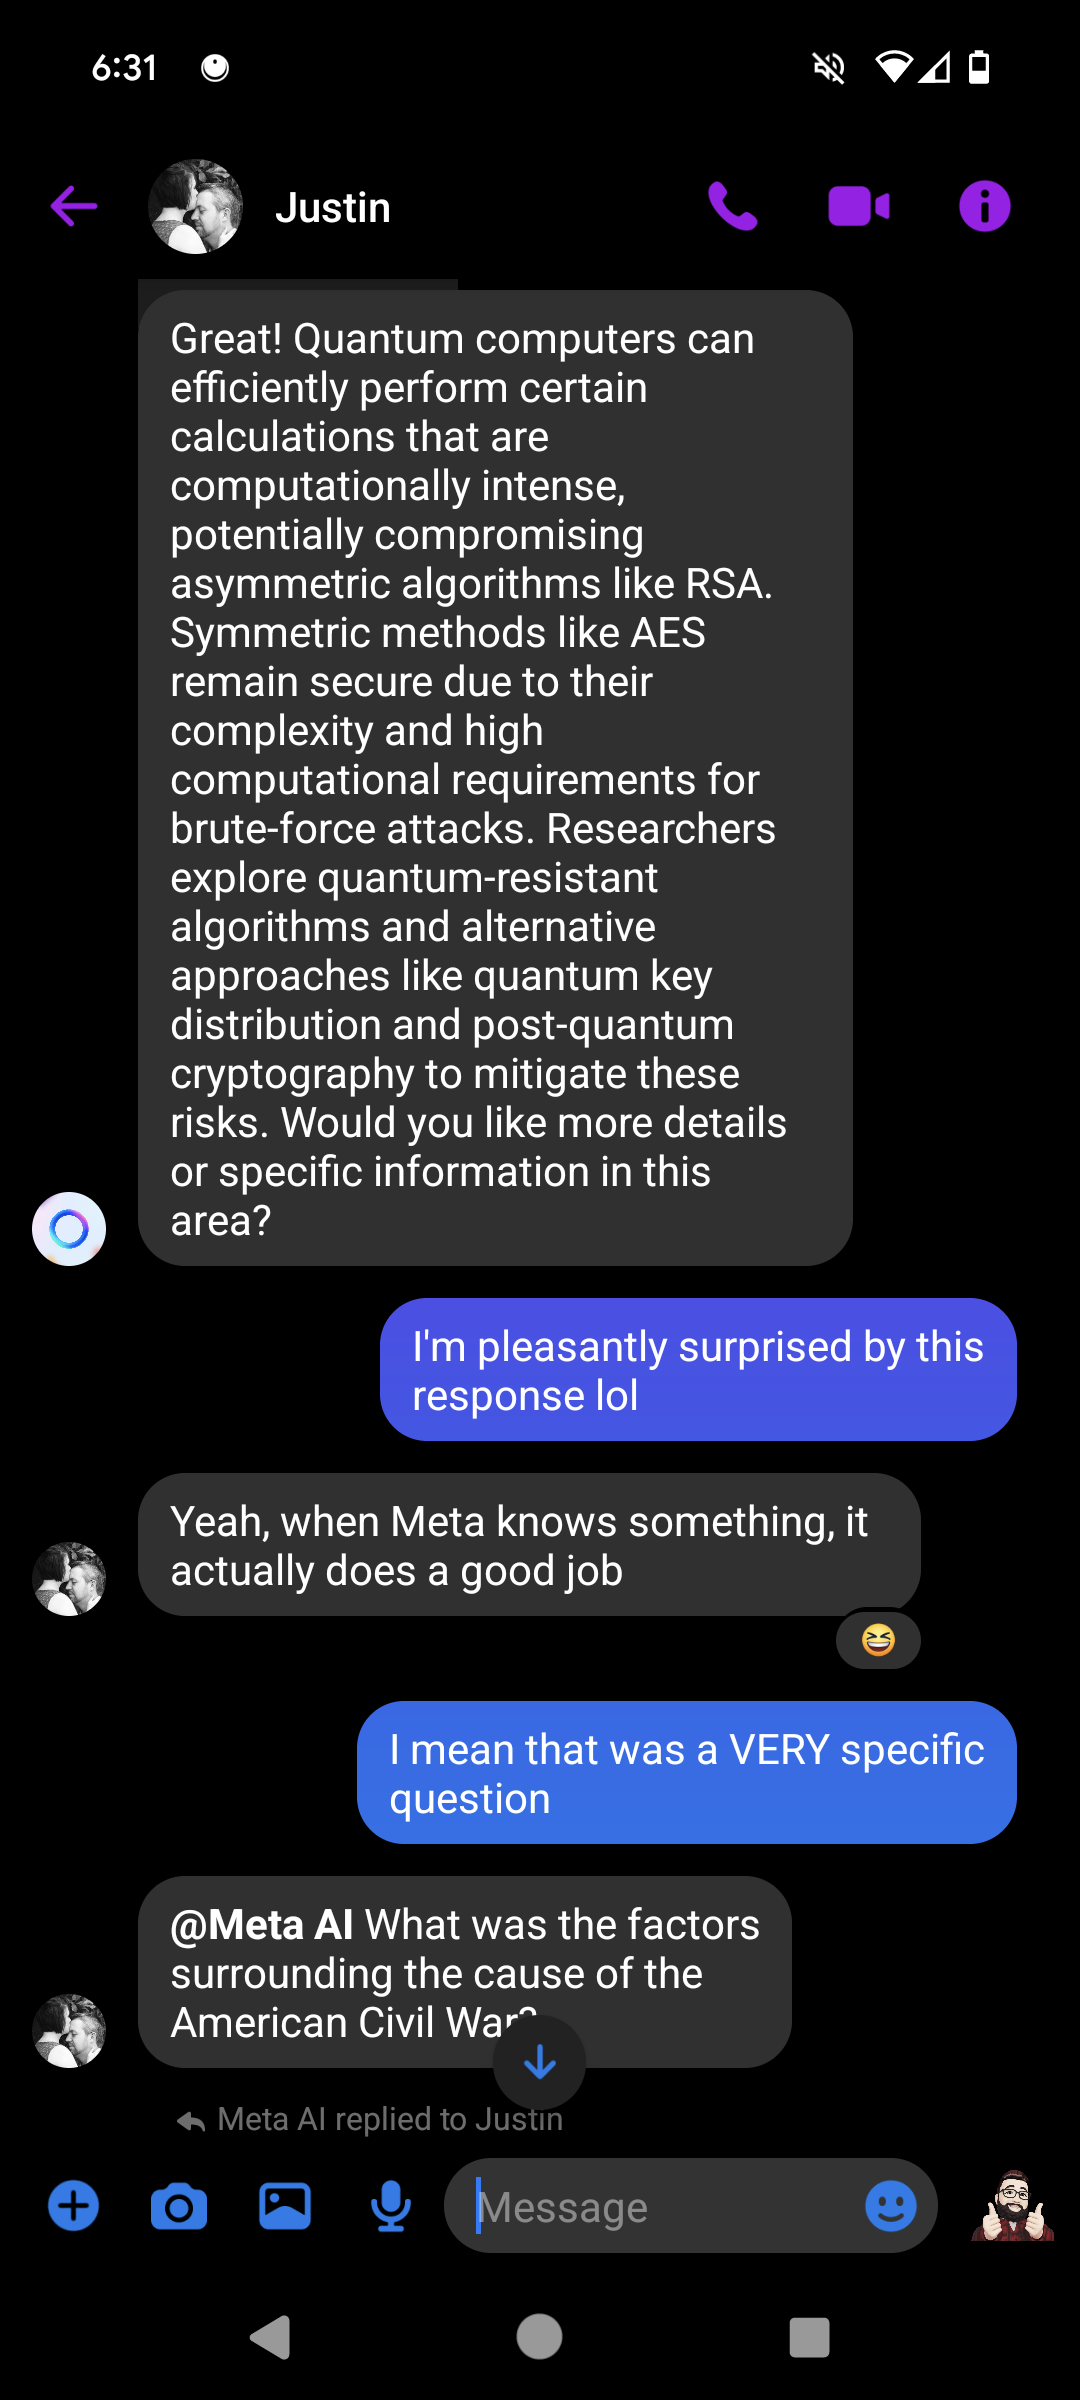 6:31
Justin
Great! Quantum computers can
efficiently perform certain
calculations that are
computationally intense,
potentially compromising
asymmetric algorithms like RSA.
Symmetric methods like AES
remain secure due to their
complexity and high
computational requirements for
brute-force attacks. Researchers
explore quantum-resistant
algorithms and alternative
approaches like quantum key
distribution and post-quantum
cryptography to mitigate these
risks. Would you like more details
or specific information in this
area?
I'm pleasantly surprised by this
response lol
Yeah, when Meta knows something, it
actually does a good job
I mean that was a VERY specific
question
@Meta AI What was the factors
surrounding the cause of the
American Civil War?
Meta AI replied to Justin
Message